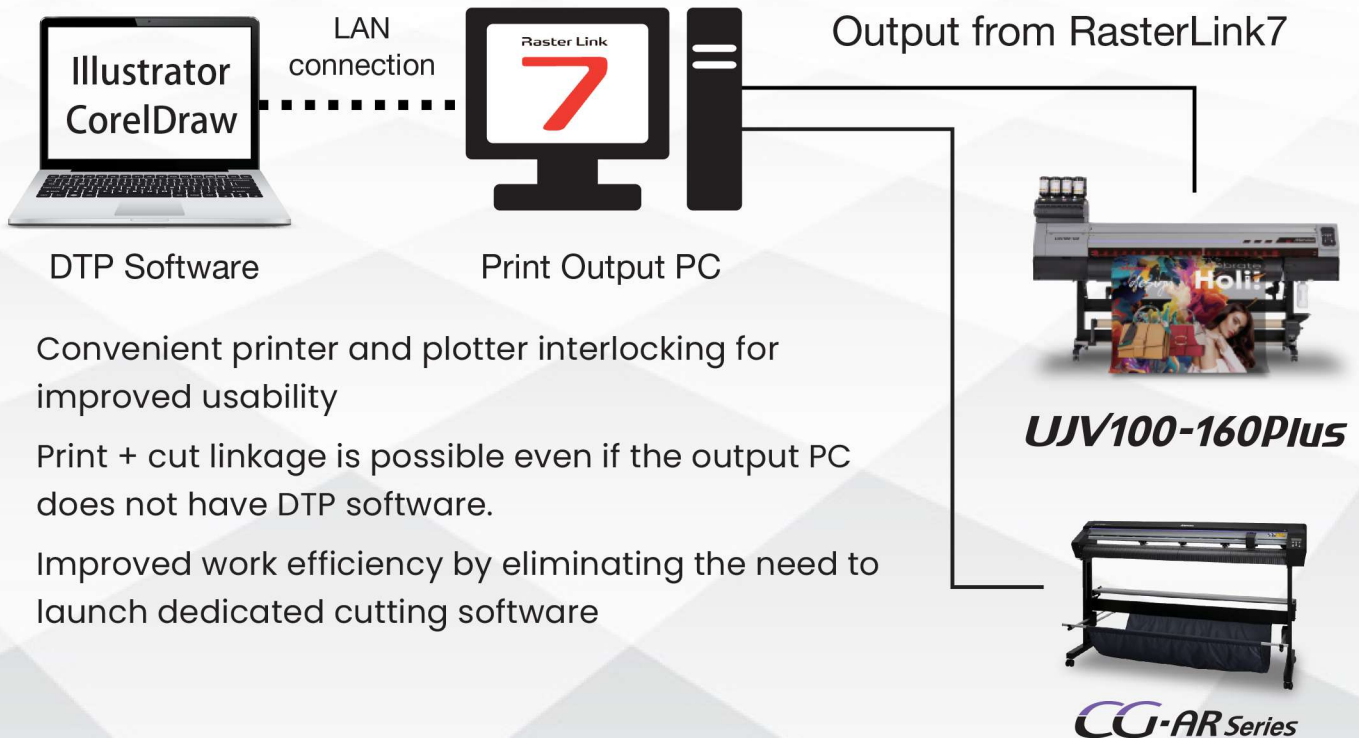 Illustrator
CorelDraw
LAN
connection
Raster Link
7
Output from RasterLink7
DTP Software
Print Output PC
Holi!
design
UJV100-160Plus
Convenient printer and plotter interlocking for
improved usability
Print + cut linkage is possible even if the output PC
does not have DTP software.
Improved work efficiency by eliminating the need to
launch dedicated cutting software
CG-AR Series